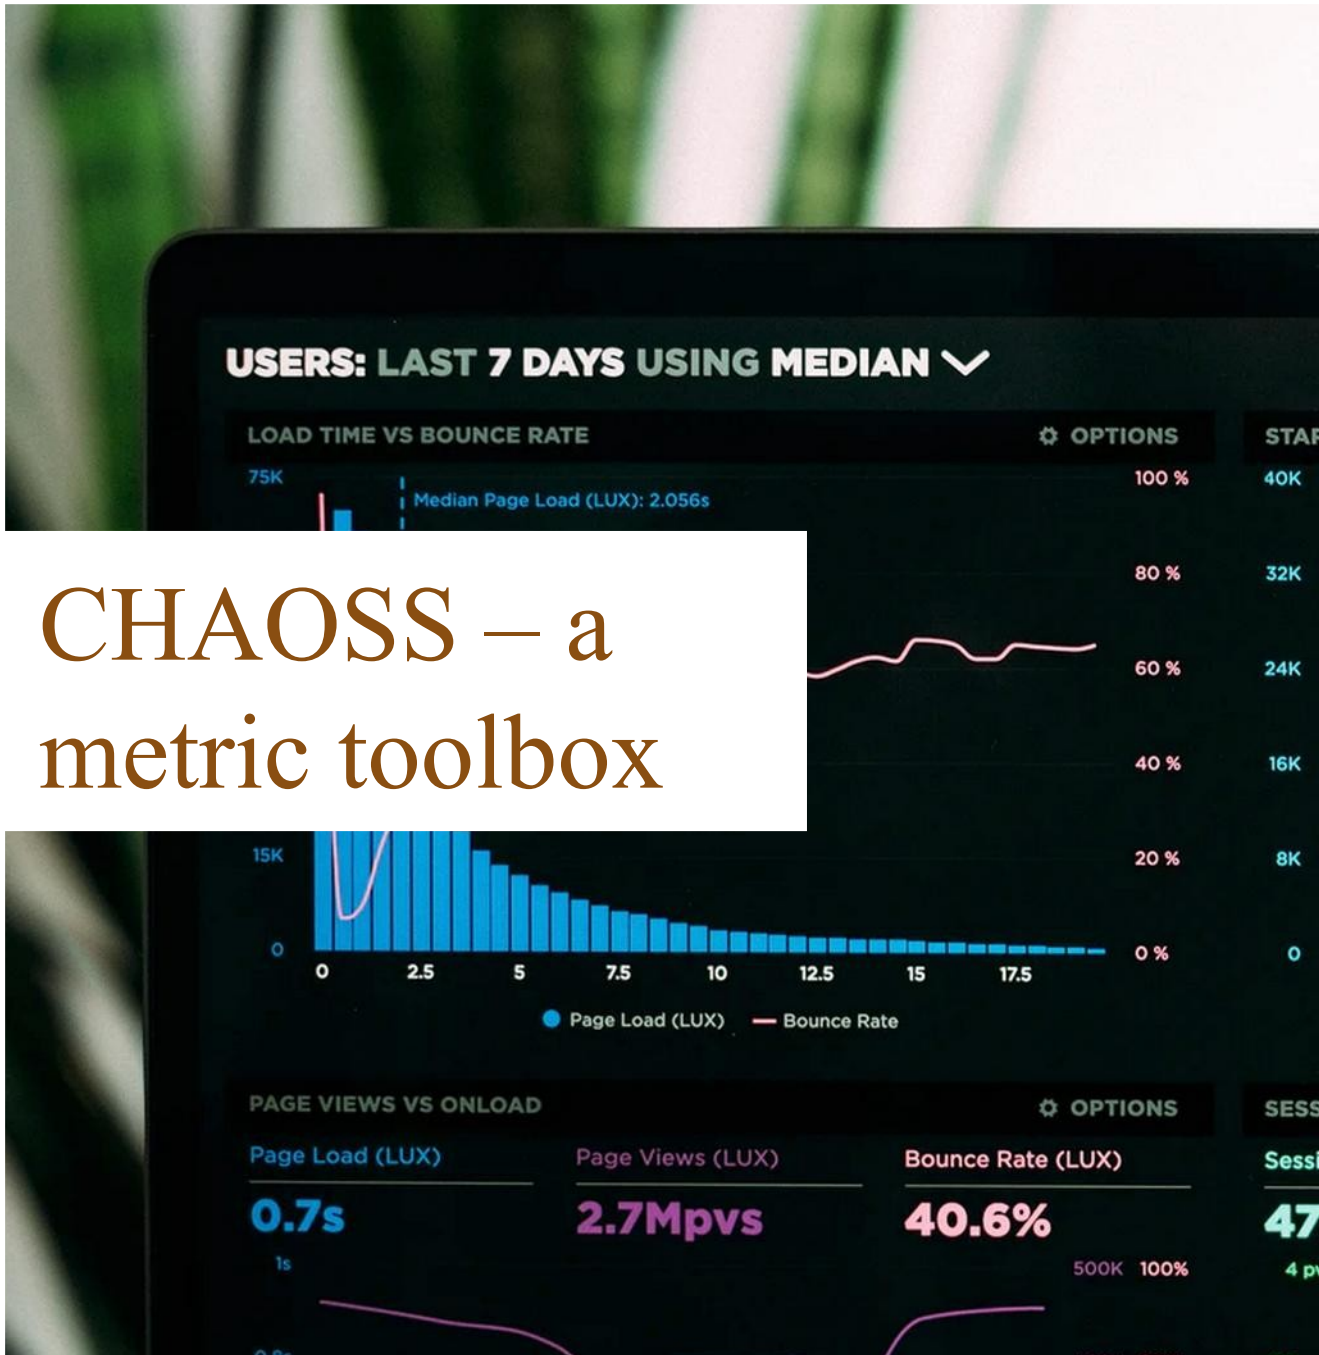 USERS: LAST 7 DAYS USING MEDIAN
LOAD TIME VS BOUNCE RATE
OPTIONS
75K
Median Page Load (LUX): 2.056s
100 %
40K
80 %
32K
CHAOSS – a
metric toolbox
60 %
24K
40 %
16K
15K
20 %
8K
0
0 %
0
0 2.5 5 7.5 10 12.5 15 17.5
Page Load (LUX) Bounce Rate
PAGE VIEWS VS ONLOAD
OPTIONS
Page Load (LUX) Page Views (LUX) Bounce Rate (LUX)
0.7s 2.7Mpvs 40.6% 47
1s
500K 100%
4